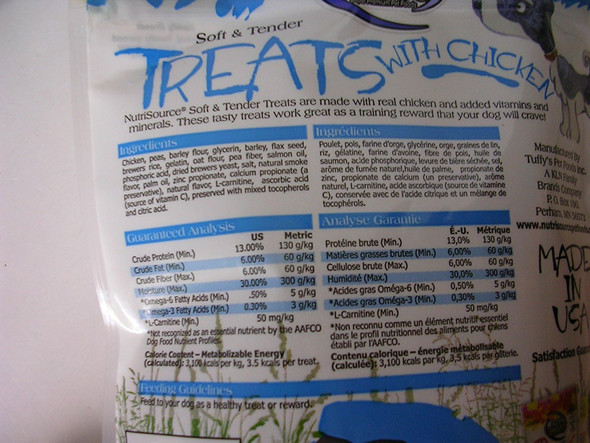 Soft & Tender
TREATS WITH CHICKEN
NutriSource® Soft & Tender Treats are made with real chicken and added vitamins and
minerals. These tasty treats work great as a training reward that your dog will crave!
Ingredients
Chicken, peas, barley flour, glycerin, barley, flax seed,
brewers rice, gelatin, oat flour, pea fiber, salmon oil,
phosphoric acid, dried brewers yeast, salt, natural smoke
flavor, palm oil, zinc propionate, calcium propionate (a
preservative), natural flavor, L-carnitine, ascorbic acid
(source of vitamin C), preserved with mixed tocopherols
and citric acid.
Ingrédients
Poulet, pois, farine d'orge, glycérine, orge, graines de lin,
riz, gélatine, farine d'avoine, fibre de pois, huile de
saumon, acide phosphorique, levure de bière séchée, sel,
arôme de fumée naturel, huile de palme, propionate de
zinc, propionate de calcium (un preservative), arôme
naturel, L-carnitine, acide ascorbique (source de vitamine
C), conservée avec de l'acide citrique et un mélange de
tocophérols.
Guaranteed Analysis
US Metric
Crude Protein (Min.) 13.00% 130 g/kg
Crude Fat (Min.) 6.00% 60 g/kg
Crude Fiber (Max.) 6.00% 60 g/kg
Moisture (Max.) 30.00% 300 g/kg
*Omega-6 Fatty Acids (Min.) .50% 5 g/kg
*Omega-3 Fatty Acids (Min.) 0.30% 3 g/kg
*L-Carnitine (Min.) 50 mg/kg
*Not recognized as an essential nutrient by the AAFCO
Dog Food Nutrient Profiles.
Calorie Content – Metabolizable Energy
(calculated): 3,100 kcals per kg, 3.5 kcals per treat.
Analyse Garantie
É.-U. Métrique
Protéine brute (Min.) 13,0% 130 g/kg
Matières grasses brutes (Min.) 6,00% 60 g/kg
Cellulose brute (Max.) 6,00% 60 g/kg
Humidité (Max.) 30,0% 300 g/kg
*Acides gras Oméga-6 (Min.) 0,50% 5 g/kg
*Acides gras Oméga-3 (Min.) 0,30% 3 g/kg
*L-Carnitine (Min.) 50 mg/kg
*Non reconnu comme un élément nutritif essentiel
dans le profil nutritionnel des aliments pour chiens
établi par l'AAFCO.
Contenu calorique – énergie métabolisable
(calculée): 3,100 kcals par kg, 3,5 kcals par gâterie.
Feeding Guidelines
Feed to your dog as a healthy treat or reward.
Manufactured By
Tuffy's Pet Foods Inc.
A KLN Family
Brands Company
P. O. Box 190,
Perham, MN 56573
www.nutrisourcepetfoods
MADE
IN
USA
Satisfaction Gua